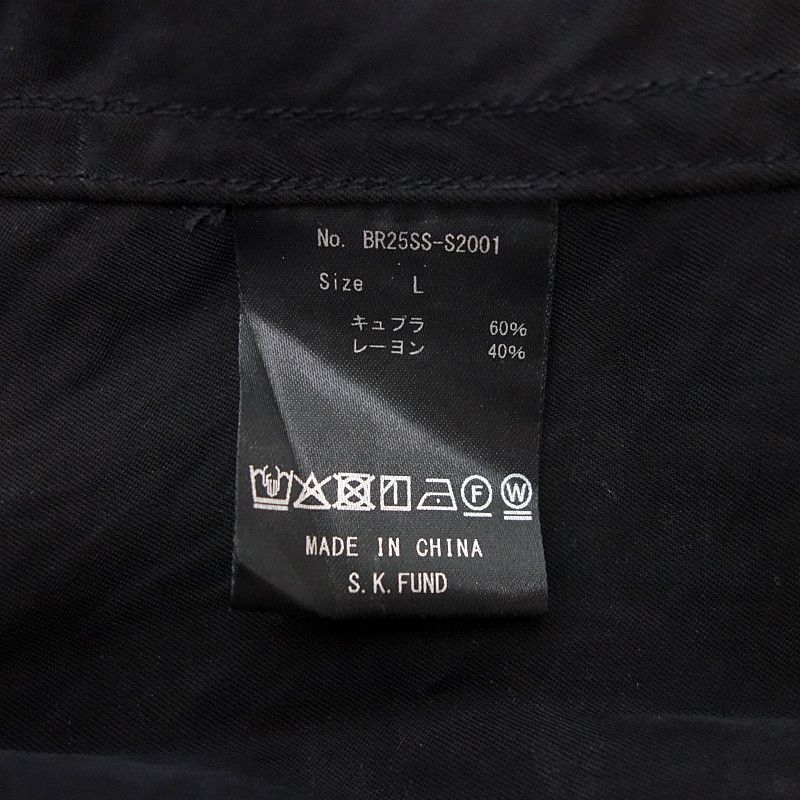 No. BR25SS-S2001
Size L
キュプラ 60%
レーヨン 40%
F W
MADE IN CHINA
S.K.FUND